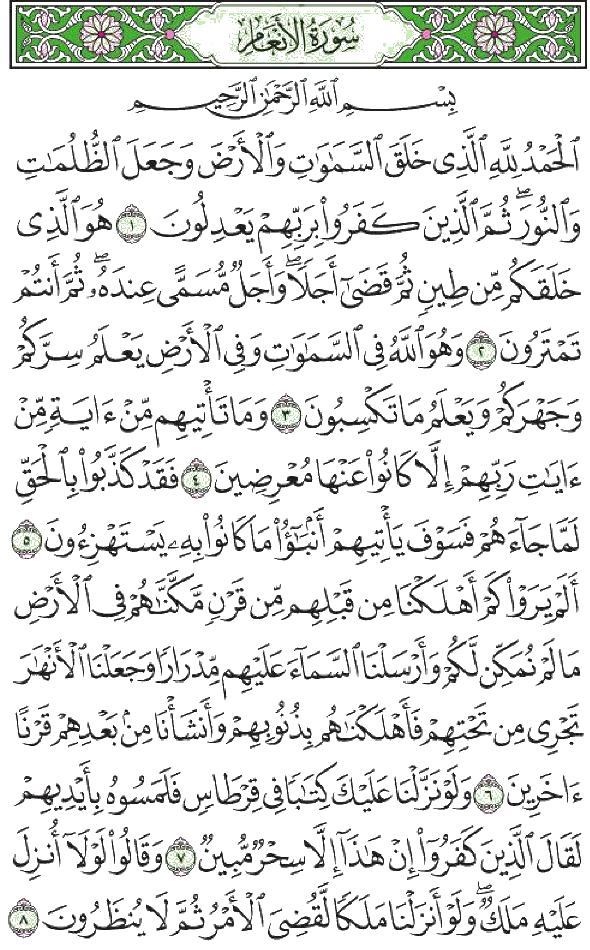 سُورَةُ الأَنْعَامِ
بِسْمِ ٱللَّهِ ٱلرَّحْمَٰنِ ٱلرَّحِيمِ
ٱلْحَمْدُ لِلَّهِ ٱلَّذِى خَلَقَ ٱلسَّمَٰوَٰتِ وَٱلْأَرْضَ وَجَعَلَ ٱلظُّلُمَٰتِ
وَٱلنُّورَ ۖ ثُمَّ ٱلَّذِينَ كَفَرُوا۟ بِرَبِّهِمْ يَعْدِلُونَ ١ هُوَ ٱلَّذِى
خَلَقَكُم مِّن طِينٍ ثُمَّ قَضَىٰٓ أَجَلًا ۖ وَأَجَلٌ مُّسَمًّى عِندَهُۥ ۖ ثُمَّ أَنتُمْ
تَمْتَرُونَ ٢ وَهُوَ ٱللَّهُ فِى ٱلسَّمَٰوَٰتِ وَفِى ٱلْأَرْضِ يَعْلَمُ سِرَّكُمْ
وَجَهْرَكُمْ وَيَعْلَمُ مَا تَكْسِبُونَ ٣ وَمَا تَأْتِيهِم مِّنْ ءَايَةٍ مِّنْ
ءَايَٰتِ رَبِّهِمْ إِلَّا كَانُوا۟ عَنْهَا مُعْرِضِينَ ٤ فَقَدْ كَذَّبُوا۟ بِٱلْحَقِّ
لَمَّا جَآءَهُمْ فَسَوْفَ يَأْتِيهِمْ أَنۢبَٰٓؤُا۟ مَا كَانُوا۟ بِهِۦ يَسْتَهْزِءُونَ ٥
أَلَمْ يَرَوْا۟ كَمْ أَهْلَكْنَا مِن قَبْلِهِم مِّن قَرْنٍ مَّكَّنَّٰهُمْ فِى ٱلْأَرْضِ
مَا لَمْ نُمَكِّن لَّكُمْ وَأَرْسَلْنَا ٱلسَّمَآءَ عَلَيْهِم مِّدْرَارًا وَجَعَلْنَا ٱلْأَنْهَٰرَ
تَجْرِى مِن تَحْتِهِمْ فَأَهْلَكْنَٰهُم بِذُنُوبِهِمْ وَأَنشَأْنَا مِنۢ بَعْدِهِمْ قَرْنًا
ءَاخَرِينَ ٦ وَلَوْ نَزَّلْنَا عَلَيْكَ كِتَٰبًا فِى قِرْطَاسٍ فَلَمَسُوهُ بِأَيْدِيهِمْ
لَقَالَ ٱلَّذِينَ كَفَرُوٓا۟ إِنْ هَٰذَآ إِلَّا سِحْرٌ مُّبِينٌ ٧ وَقَالُوا۟ لَوْلَآ أُنزِلَ
عَلَيْهِ مَلَكٌ ۖ وَلَوْ أَنزَلْنَا مَلَكًا لَّقُضِىَ ٱلْأَمْرُ ثُمَّ لَا يُنظَرُونَ ٨